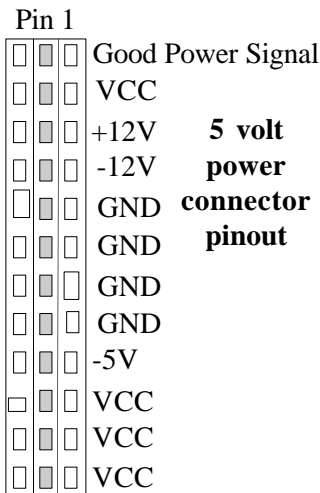 Pin 1
Good Power Signal
VCC
+12V
-12V
GND
GND
GND
GND
-5V
VCC
VCC
VCC
5 volt
power
connector
pinout